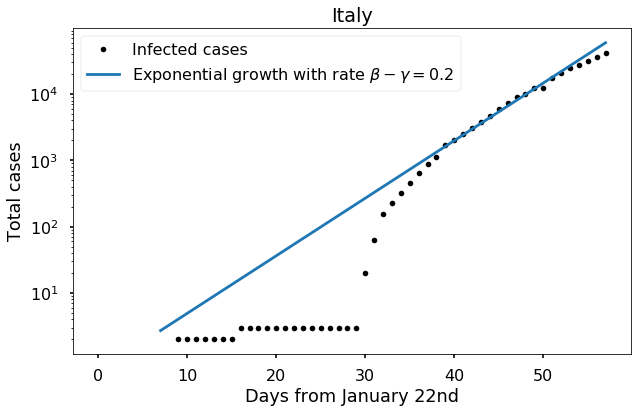 Italy
Infected cases
Exponential growth with rate β − γ = 0.2
Total cases
10⁴
10³
10²
10¹
0 10 20 30 40 50
Days from January 22nd